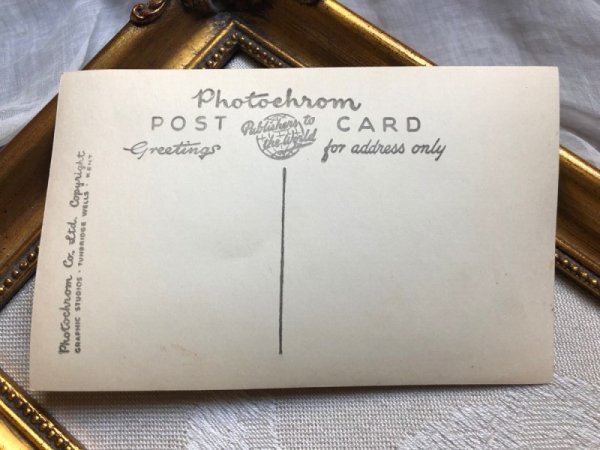 Photochrom
POST CARD
Publishers to
the World
Greetings for address only
Photochrom Co. Ltd. Copyright
GRAPHIC STUDIOS · TUNBRIDGE WELLS · KENT